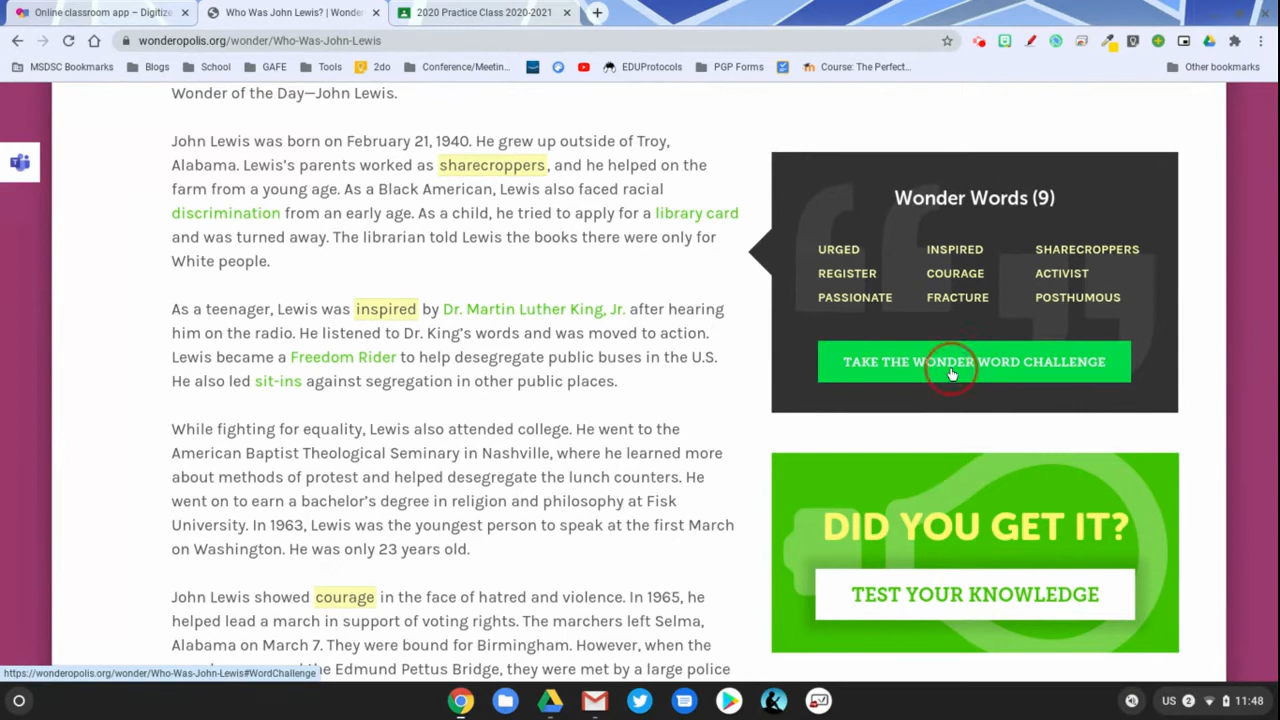 Online classroom app – Digitize
Who Was John Lewis? | Wonder
2020 Practice Class 2020-2021
wonderopolis.org/wonder/Who-Was-John-Lewis
MSDSC Bookmarks
Blogs
School
GAFE
Tools
2do
Conference/Meetin...
EDUProtocols
PGP Forms
Course: The Perfect...
Other bookmarks
Wonder of the Day—John Lewis.
John Lewis was born on February 21, 1940. He grew up outside of Troy,
Alabama. Lewis's parents worked as sharecroppers, and he helped on the
farm from a young age. As a Black American, Lewis also faced racial
discrimination from an early age. As a child, he tried to apply for a library card
and was turned away. The librarian told Lewis the books there were only for
White people.
As a teenager, Lewis was inspired by Dr. Martin Luther King, Jr. after hearing
him on the radio. He listened to Dr. King's words and was moved to action.
Lewis became a Freedom Rider to help desegregate public buses in the U.S.
He also led sit-ins against segregation in other public places.
While fighting for equality, Lewis also attended college. He went to the
American Baptist Theological Seminary in Nashville, where he learned more
about methods of protest and helped desegregate the lunch counters. He
went on to earn a bachelor's degree in religion and philosophy at Fisk
University. In 1963, Lewis was the youngest person to speak at the first March
on Washington. He was only 23 years old.
John Lewis showed courage in the face of hatred and violence. In 1965, he
helped lead a march in support of voting rights. The marchers left Selma,
Alabama on March 7. They were bound for Birmingham. However, when the
the Edmund Pettus Bridge, they were met by a large police
Wonder Words (9)
URGED INSPIRED SHARECROPPERS
REGISTER COURAGE ACTIVIST
PASSIONATE FRACTURE POSTHUMOUS
TAKE THE WONDER WORD CHALLENGE
DID YOU GET IT?
TEST YOUR KNOWLEDGE
https://wonderopolis.org/wonder/Who-Was-John-Lewis#WordChallenge
US 2 11:48